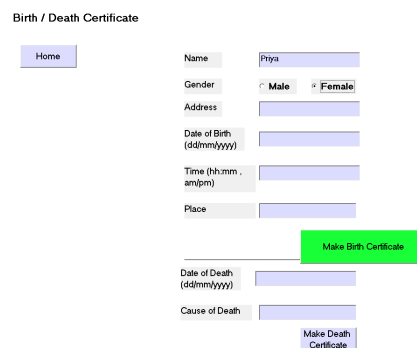 Birth / Death Certificate
Home
Name
Priya
Gender
Male
Female
Address
Date of Birth
(dd/mm/yyyy)
Time (hh:mm ,
am/pm)
Place
Make Birth Certificate
Date of Death
(dd/mm/yyyy)
Cause of Death
Make Death
Certificate